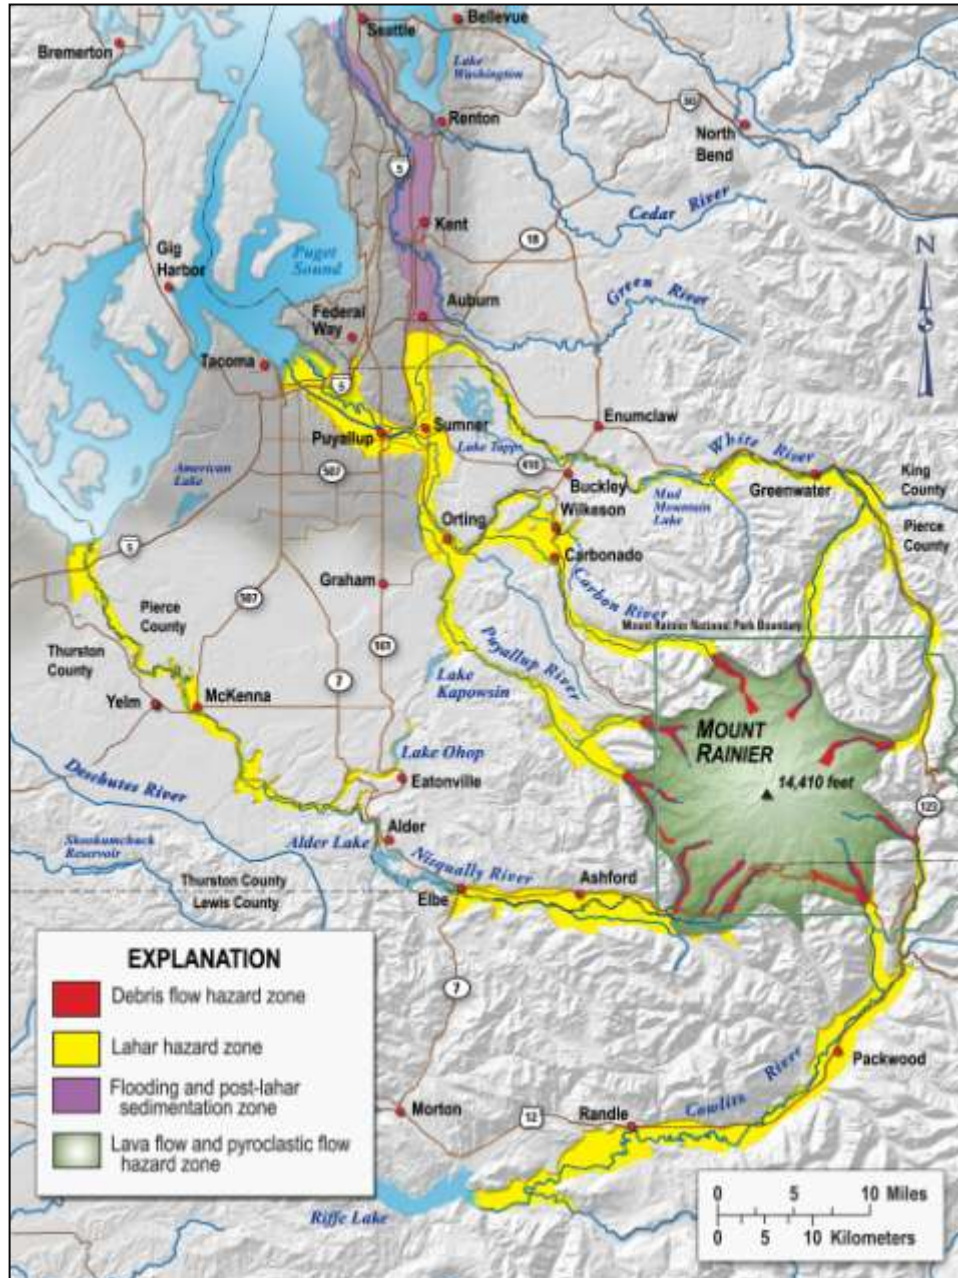 Seattle
Bellevue
Bremerton
Lake
Washington
Renton
90
North
Bend
5
Cedar River
Kent
18
N
Gig
Harbor
Puget
Sound
Green River
Auburn
Federal
Way
Tacoma
5
Enumclaw
Puyallup
Sumner
Lake Tapps
White River
410
507
American
Lake
Buckley
Mud
Mountain
Lake
Greenwater
King
County
Pierce
County
Wilkeson
Orting
Carbonado
5
Graham
Carbon River
507
Mount Rainier National Park Boundary
Pierce
County
161
Puyallup River
Thurston
County
7
Lake
Kapowsin
Yelm
McKenna
MOUNT
RAINIER
14,410 feet
Lake Ohop
Eatonville
Deschutes River
123
Alder
Alder Lake
Skookumchuck
Reservoir
Nisqually River
Thurston County
Lewis County
Ashford
Elbe
EXPLANATION
Debris flow hazard zone
Lahar hazard zone
Flooding and post-lahar
sedimentation zone
Lava flow and pyroclastic flow
hazard zone
7
Packwood
Morton
12
Randle
Cowlitz River
Riffe Lake
0 5 10 Miles
0 5 10 Kilometers